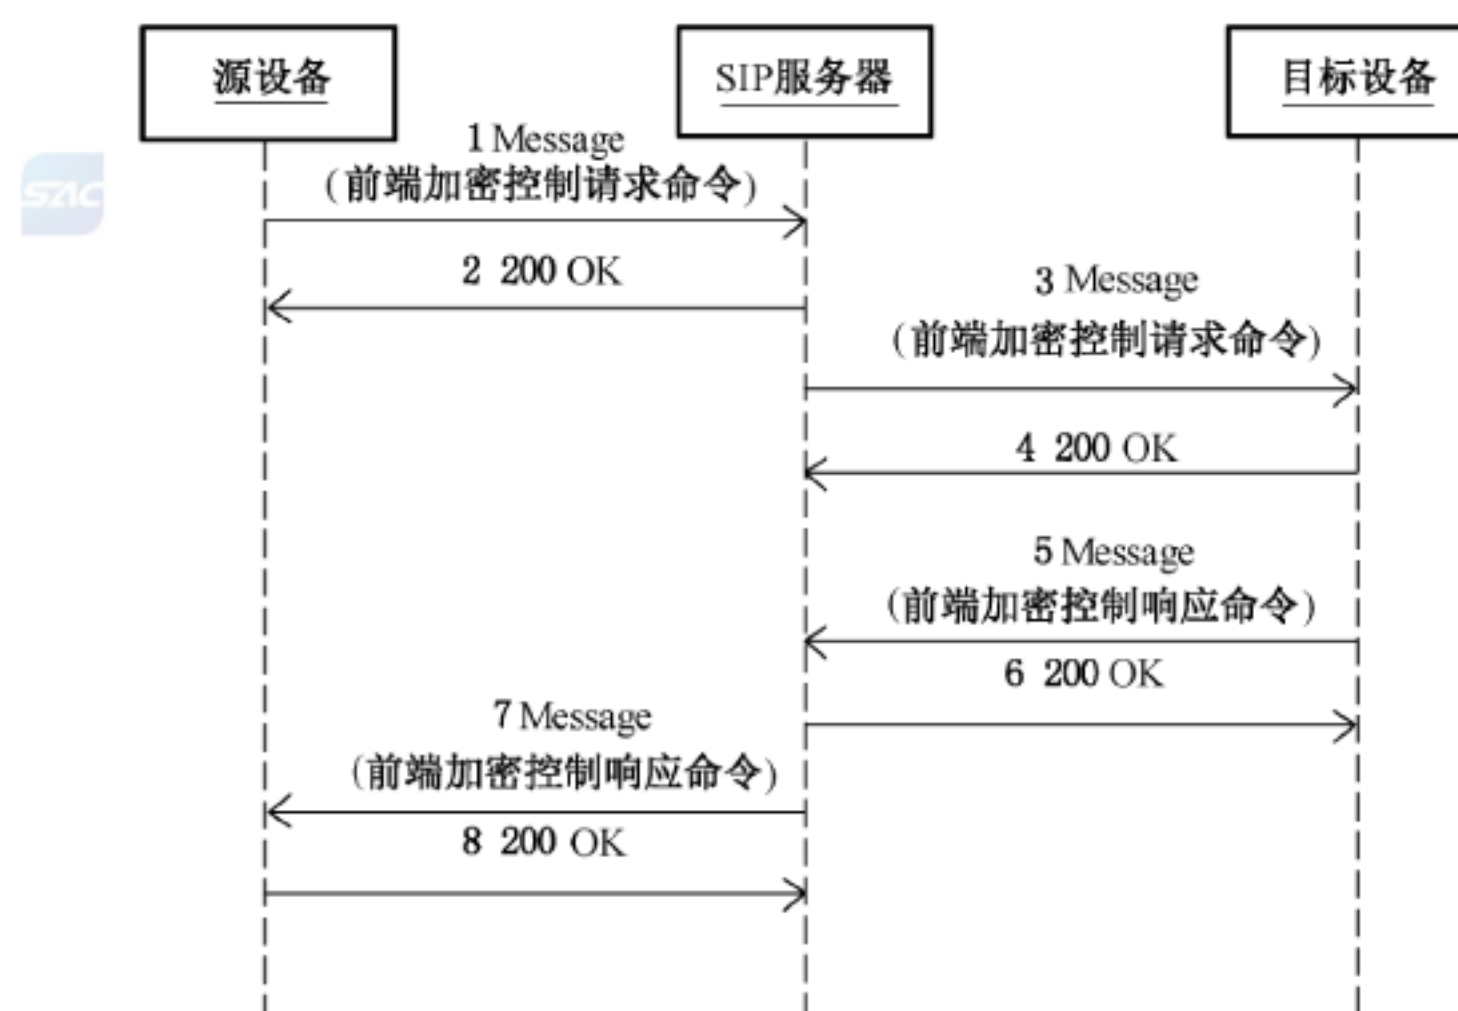 源设备
SIP服务器
目标设备
1 Message
(前端加密控制请求命令)
SAC
2 200 OK
3 Message
(前端加密控制请求命令)
4 200 OK
5 Message
(前端加密控制响应命令)
6 200 OK
7 Message
(前端加密控制响应命令)
8 200 OK